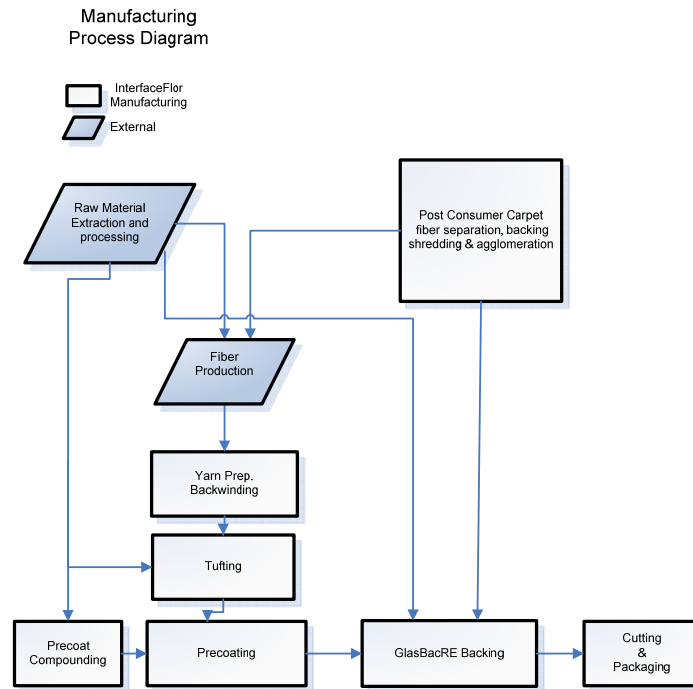 Manufacturing
Process Diagram
InterfaceFlor
Manufacturing
External
Raw Material
Extraction and
processing
Post Consumer Carpet
fiber separation, backing
shredding & agglomeration
Fiber
Production
Yarn Prep.
Backwinding
Tufting
Precoat
Compounding
Precoating
GlasBacRE Backing
Cutting
&
Packaging